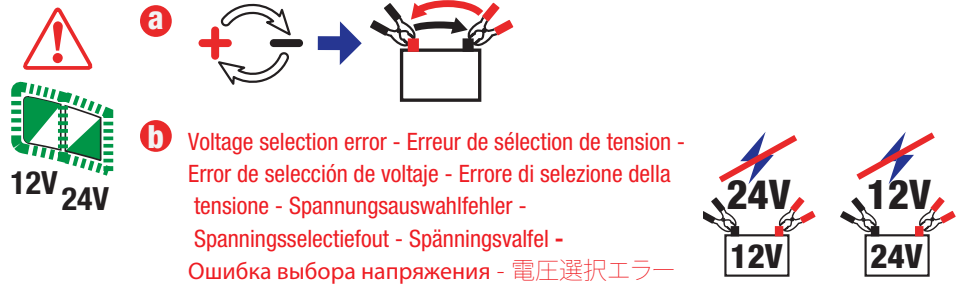 a
12V 24V
b
Voltage selection error - Erreur de sélection de tension -
Error de selección de voltaje - Errore di selezione della
tensione - Spannungsauswahlfehler -
Spanningsselectiefout - Spänningsvalfel -
Ошибка выбора напряжения - 電圧選択エラー
24V
12V
12V
24V